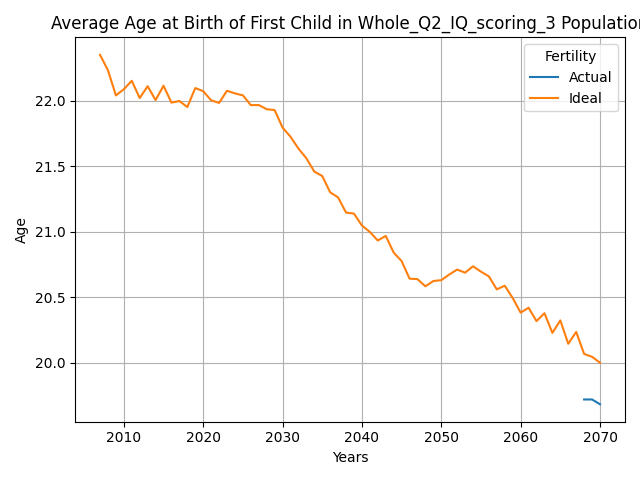 Average Age at Birth of First Child in Whole_Q2_IQ_scoring_3 Population
Fertility
Actual
Ideal
22.0
21.5
21.0
20.5
20.0
Age
2010 2020 2030 2040 2050 2060 2070
Years